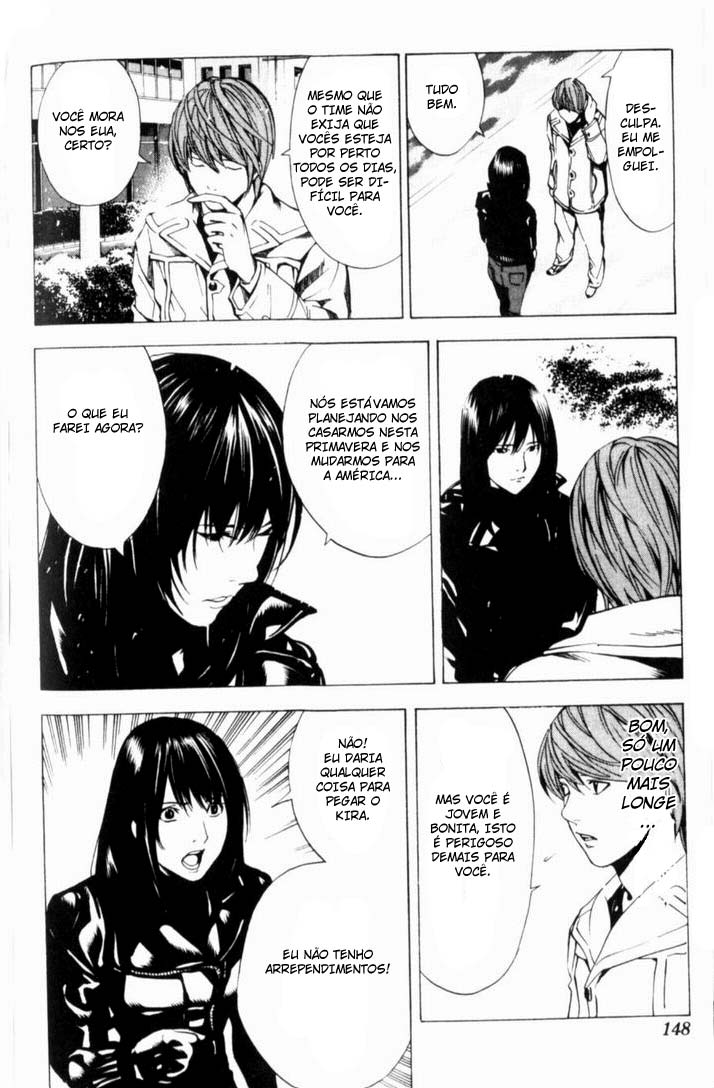 DES-
CULPA.
EU ME
EMPOL-
GUEI.
TUDO
BEM.
MESMO QUE
O TIME NÃO
EXIJA QUE
VOCÊS ESTEJA
POR PERTO
TODOS OS DIAS,
PODE SER DI-
FÍCIL PARA
VOCÊ.
VOCÊ MORA
NOS EUA,
CERTO?
NÓS ESTÁVAMOS
PLANEJANDO NOS
CASARMOS NESTA
PRIMAVERA E NOS
MUDARMOS PARA
A AMÉRICA...
O QUE EU
FAREI AGORA?
BOM,
SÓ UM
POUCO
MAIS
LONGE
...
MAS VOCÊ É
JOVEM E
BONITA, ISTO
É PERIGOSO
DEMAIS PARA
VOCÊ.
NÃO!
EU DARIA
QUALQUER
COISA PARA
PEGAR O
KIRA.
EU NÃO TENHO
ARREPENDIMENTOS!
148